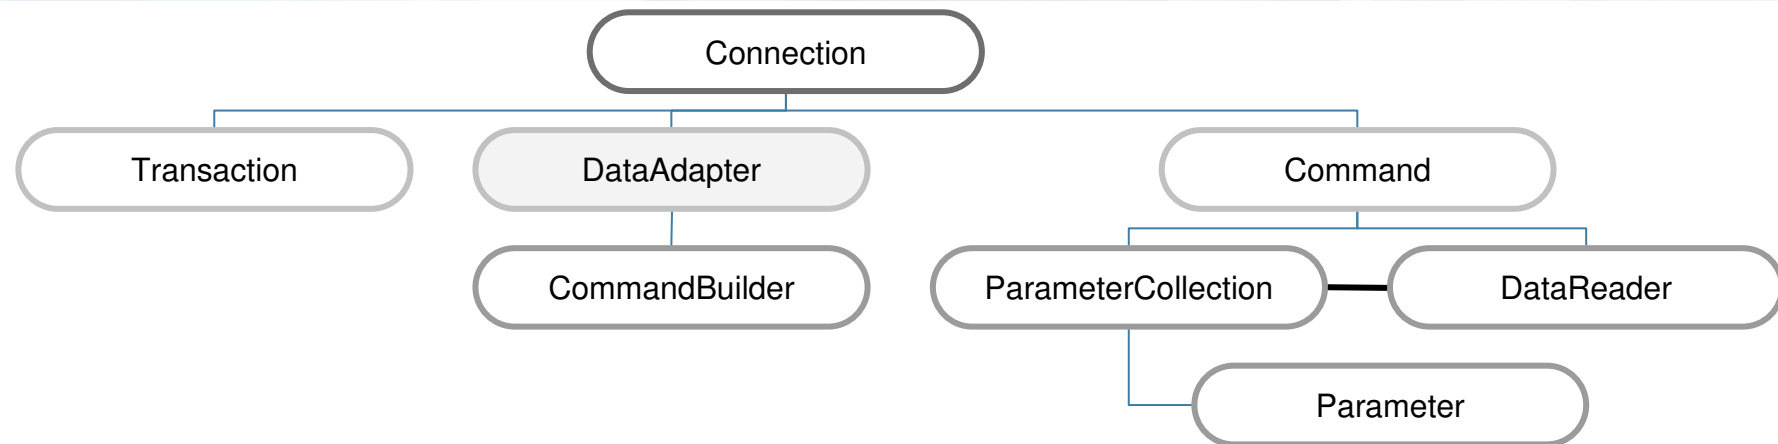 Connection
Transaction
DataAdapter
Command
CommandBuilder
ParameterCollection
DataReader
Parameter